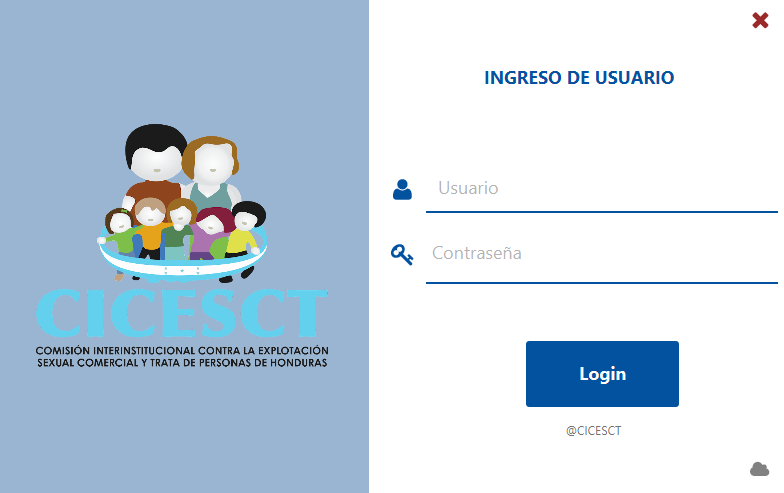 CICESCT
COMISIÓN INTERINSTITUCIONAL CONTRA LA EXPLOTACIÓN
SEXUAL COMERCIAL Y TRATA DE PERSONAS DE HONDURAS
INGRESO DE USUARIO
Usuario
Contraseña
Login
@CICESCT